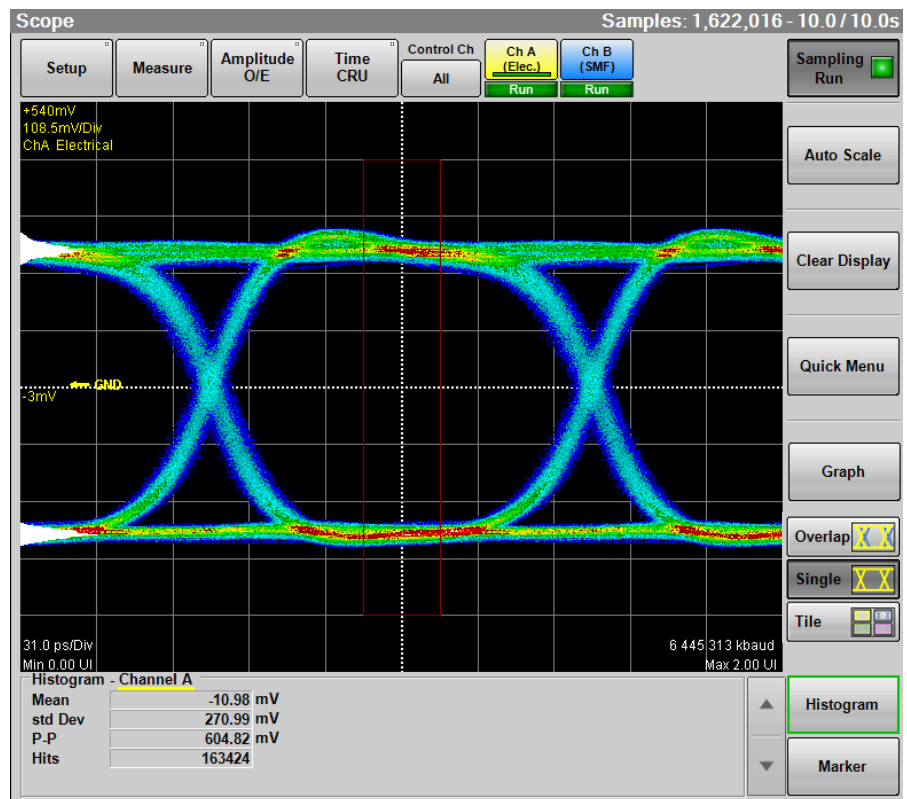 Scope
Samples: 1,622,016 - 10.0 / 10.0s
Setup
Measure
Amplitude
O/E
Time
CRU
Control Ch
All
Ch A
(Elec.)
Run
Ch B
(SMF)
Run
Sampling
Run
+540mV
108.5mV/Div
ChA Electrical
Auto Scale
Clear Display
Quick Menu
GND
-3mV
Graph
Overlap
Single
Tile
31.0 ps/Div
6 445 313 kbaud
Min 0.00 UI
Max 2.00 UI
Histogram - Channel A
Mean -10.98 mV
std Dev 270.99 mV
P-P 604.82 mV
Hits 163424
Histogram
Marker